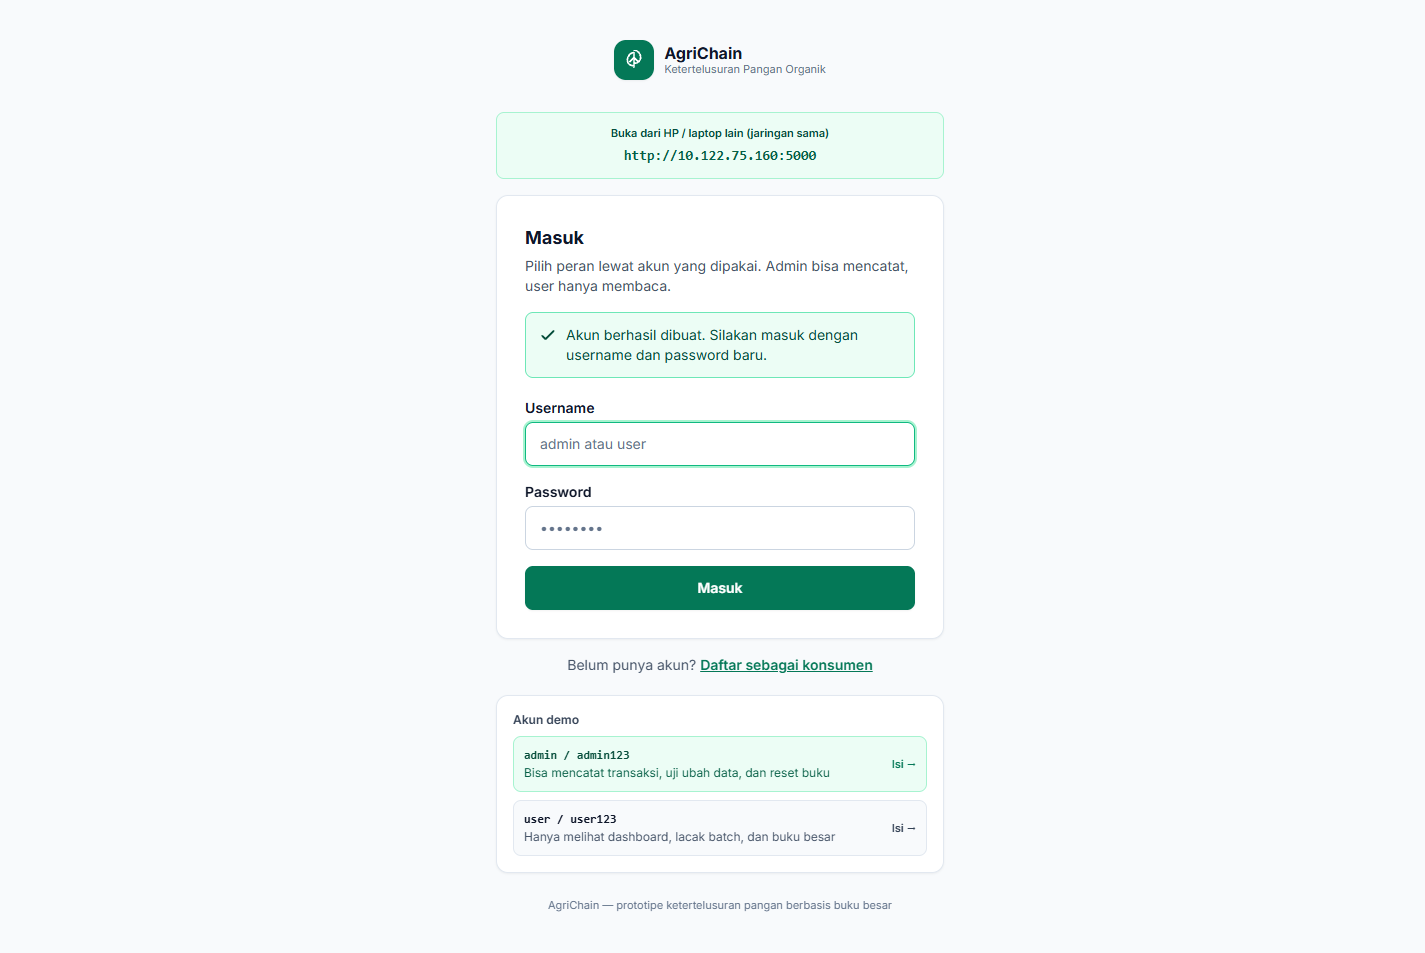 AgriChain
Ketertelusuran Pangan Organik
Buka dari HP / laptop lain (jaringan sama)
http://10.122.75.160:5000
Masuk
Pilih peran lewat akun yang dipakai. Admin bisa mencatat,
user hanya membaca.
Akun berhasil dibuat. Silakan masuk dengan
username dan password baru.
Username
admin atau user
Password
••••••••
Masuk
Belum punya akun? Daftar sebagai konsumen
Akun demo
admin / admin123
Bisa mencatat transaksi, uji ubah data, dan reset buku
Isi →
user / user123
Hanya melihat dashboard, lacak batch, dan buku besar
Isi →
AgriChain — prototipe ketertelusuran pangan berbasis buku besar